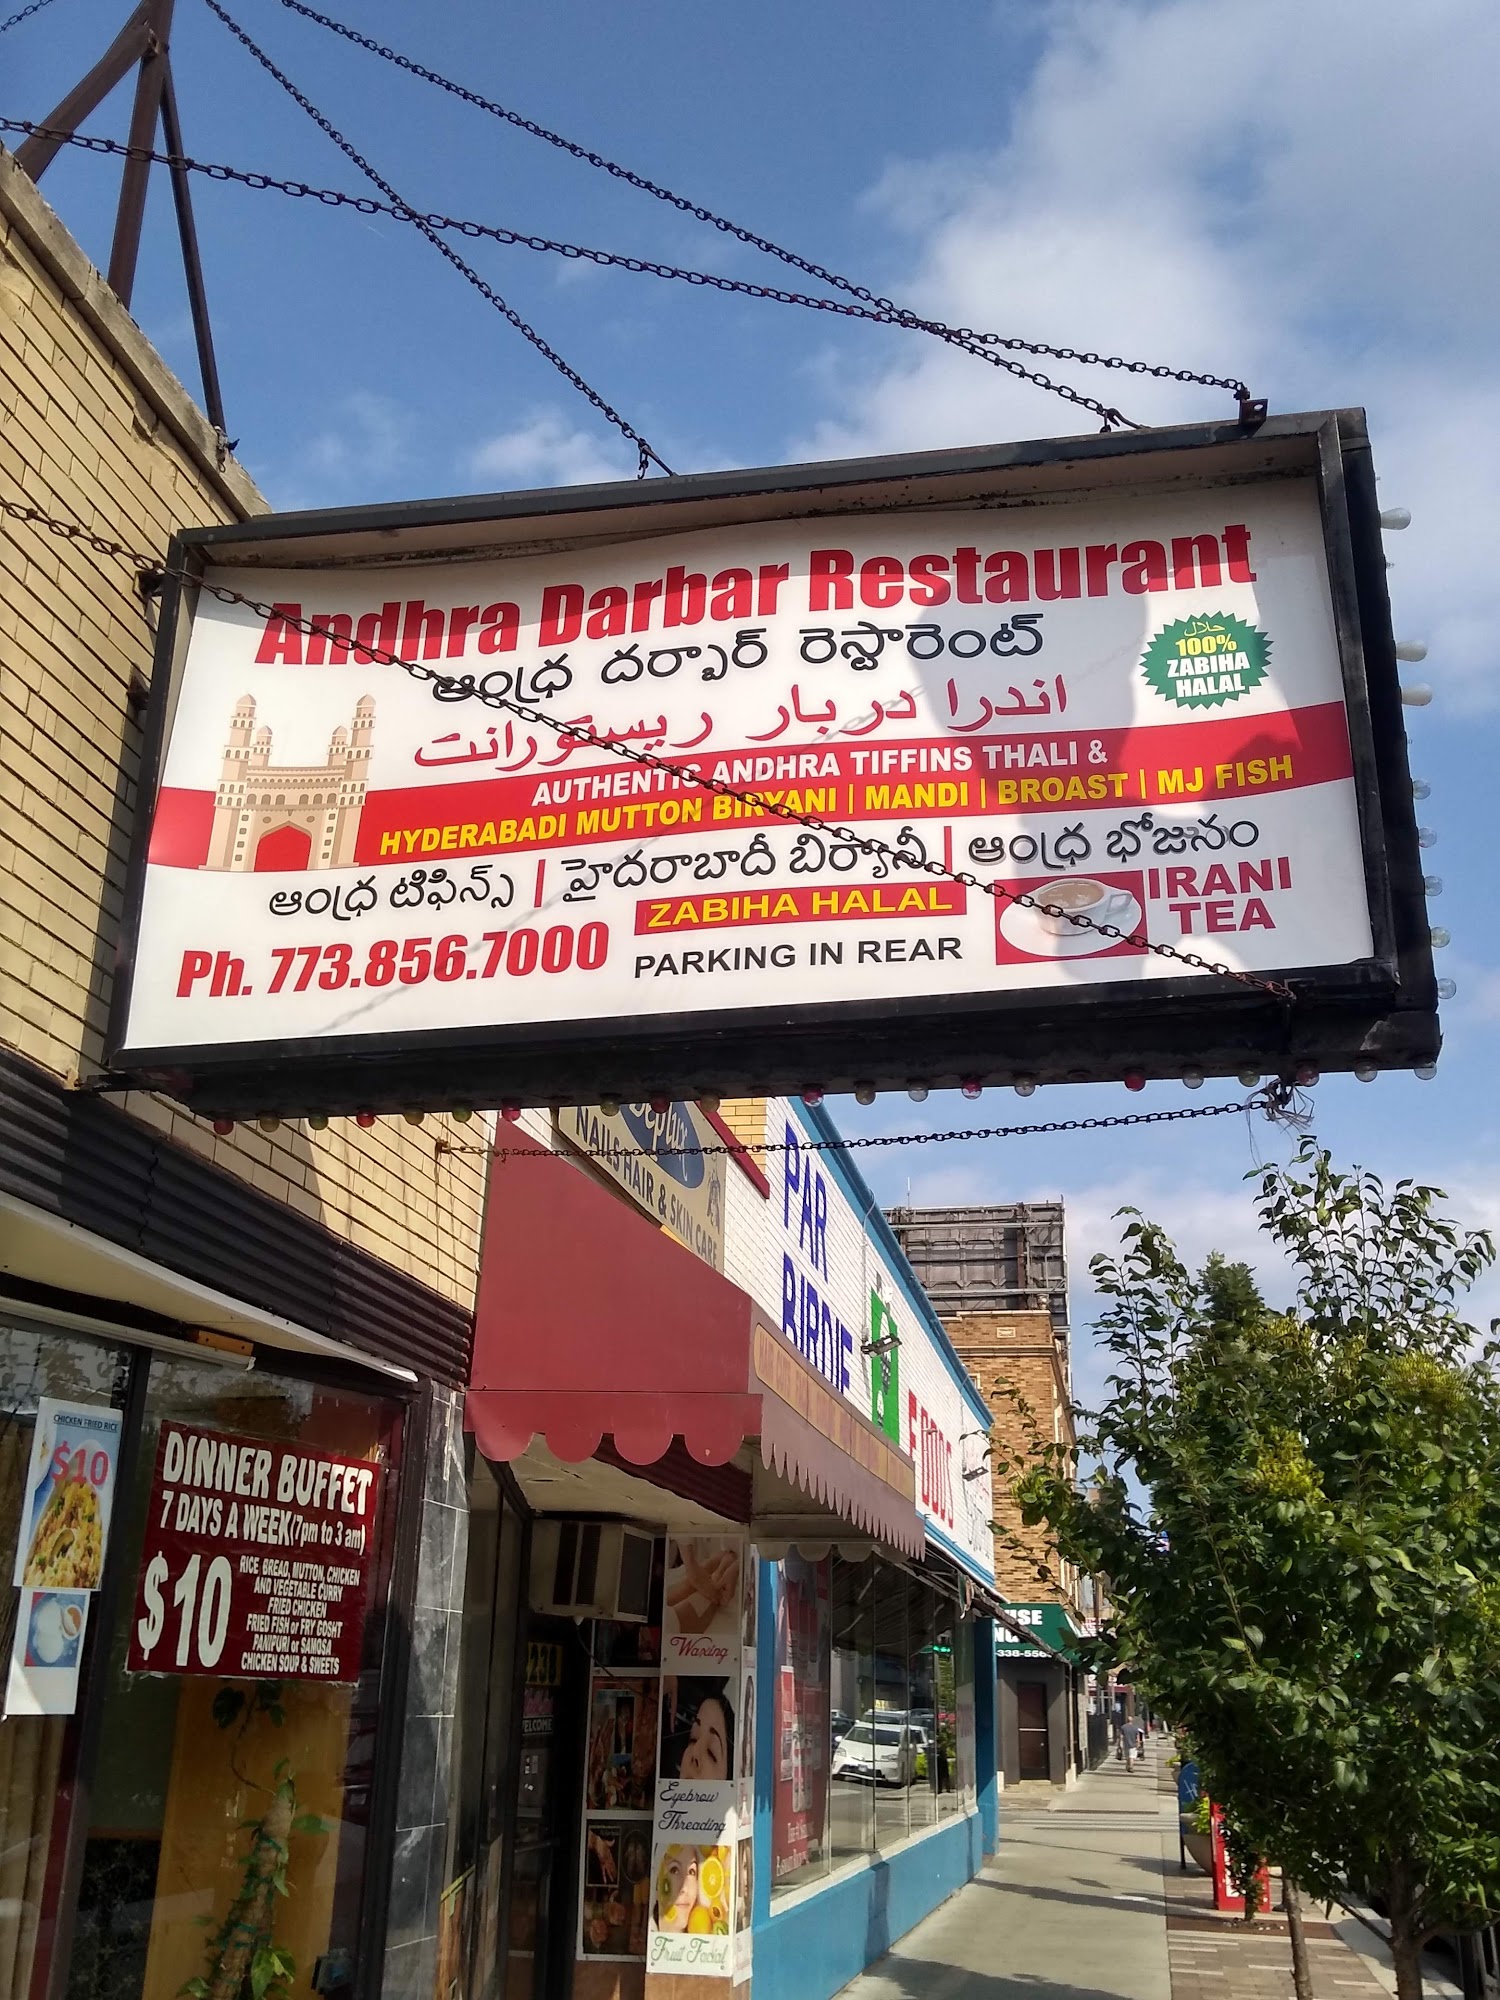 Andhra Darbar Restaurant
ఆంధ్ర దర్బార్ రెస్టారెంట్
اندرا دربار ریستورانت
حلال
100%
ZABIHA
HALAL
AUTHENTIC ANDHRA TIFFINS THALI &
HYDERABADI MUTTON BIRYANI | MANDI | BROAST | MJ FISH
ఆంధ్ర టిఫిన్స్ | హైదరాబాదీ బిర్యానీ | ఆంధ్ర భోజనం
ZABIHA HALAL
IRANI
TEA
Ph. 773.856.7000
PARKING IN REAR
NAILS HAIR & SKIN CARE
PAR
BIRDIE
FOODS
CHICKEN FRIED RICE
$10
DINNER BUFFET
7 DAYS A WEEK (7pm to 3 am)
$10
RICE, BREAD, MUTTON, CHICKEN
AND VEGETABLE CURRY
FRIED CHICKEN
FRIED FISH or FRY GOSHT
PANIPURI or SAMOSA
CHICKEN SOUP & SWEETS
WELCOME
Waxing
Eyebrow
Threading
Fruit Facial